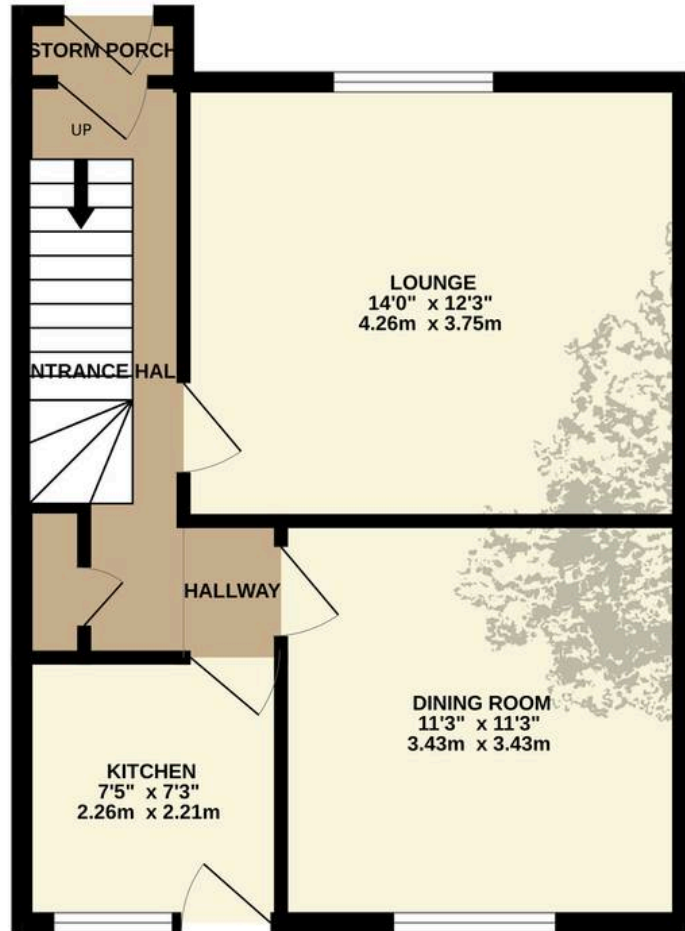 STORM PORCH
UP
LOUNGE
14'0" x 12'3"
4.26m x 3.75m
NTRANCE HAL
HALLWAY
DINING ROOM
11'3" x 11'3"
3.43m x 3.43m
KITCHEN
7'5" x 7'3"
2.26m x 2.21m